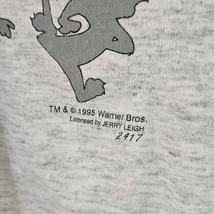 TM & © 1995 Warner Bros.
Licensed by JERRY LEIGH
2417